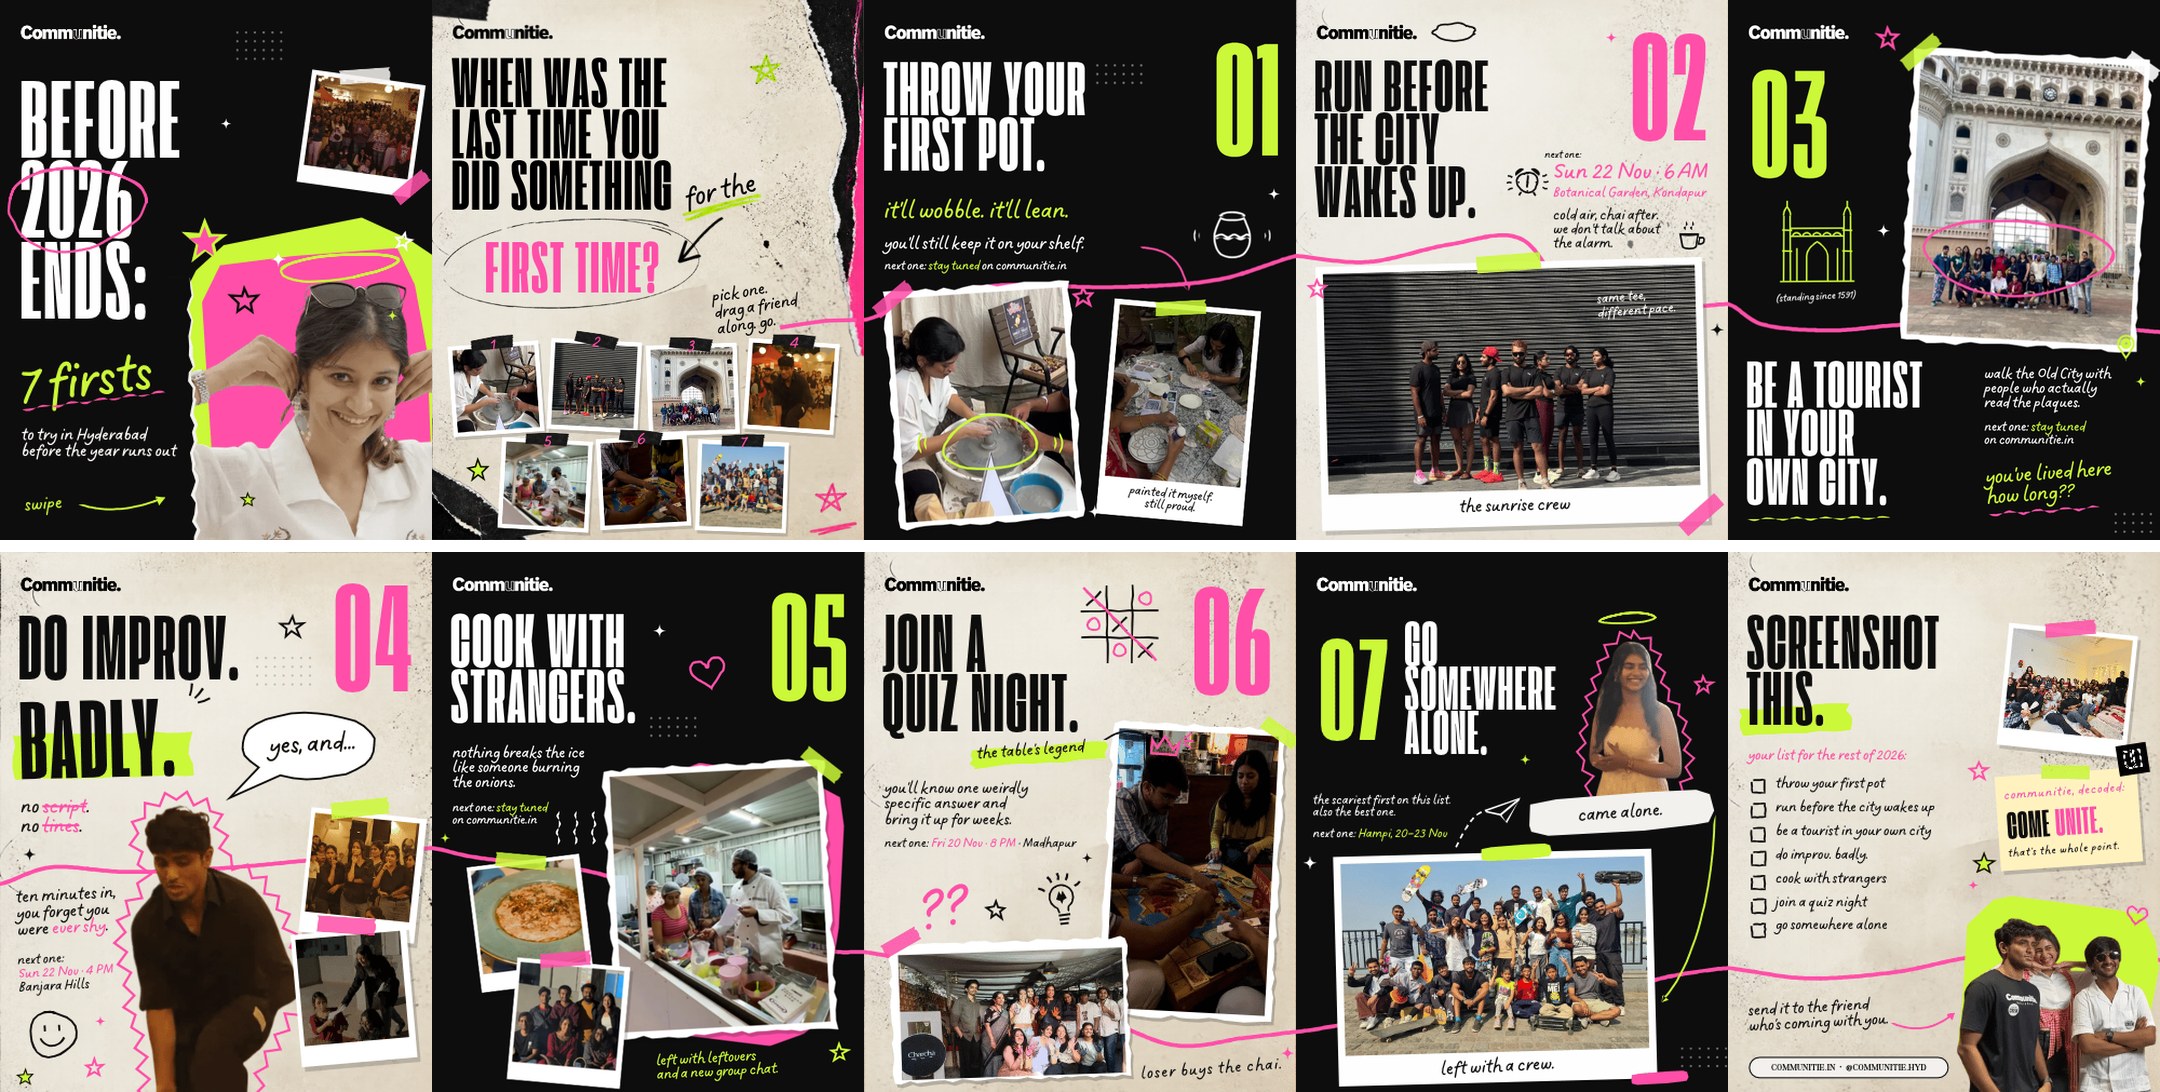 Communitie.
BEFORE
2026
ENDS:
7 firsts
to try in Hyderabad
before the year runs out
swipe
Communitie.
WHEN WAS THE
LAST TIME YOU
DID SOMETHING
for the
FIRST TIME?
pick one.
drag a friend
along. go.
1
2
3
4
5
6
7
Communitie.
01
THROW YOUR
FIRST POT.
it'll wobble. it'll lean.
you'll still keep it on your shelf.
next one: stay tuned on communitie.in
painted it myself.
still proud.
Communitie.
02
RUN BEFORE
THE CITY
WAKES UP.
next one:
Sun 22 Nov · 6 AM
Botanical Garden, Kondapur
cold air, chai after.
we don't talk about
the alarm.
same tee,
different pace.
the sunrise crew
Communitie.
03
(standing since 1591)
BE A TOURIST
IN YOUR
OWN CITY.
walk the Old City with
people who actually
read the plaques.
next one: stay tuned
on communitie.in
you've lived here
how long??
Communitie.
04
DO IMPROV.
BADLY.
yes, and...
no script.
no lines.
ten minutes in,
you forget you
were ever shy.
next one:
Sun 22 Nov · 4 PM
Banjara Hills
Communitie.
05
COOK WITH
STRANGERS.
nothing breaks the ice
like someone burning
the onions.
next one: stay tuned
on communitie.in
left with leftovers
and a new group chat.
Communitie.
06
JOIN A
QUIZ NIGHT.
the table's legend
you'll know one weirdly
specific answer and
bring it up for weeks.
next one: Fri 20 Nov · 8 PM · Madhapur
??
loser buys the chai.
Communitie.
07
GO
SOMEWHERE
ALONE.
the scariest first on this list.
also the best one.
next one: Hampi, 20–23 Nov
came alone.
left with a crew.
Communitie.
SCREENSHOT
THIS.
your list for the rest of 2026:
throw your first pot
run before the city wakes up
be a tourist in your own city
do improv. badly.
cook with strangers
join a quiz night
go somewhere alone
communitie, decoded:
COME UNITE.
that's the whole point.
send it to the friend
who's coming with you.
COMMUNITIE.IN · @COMMUNITIE.HYD